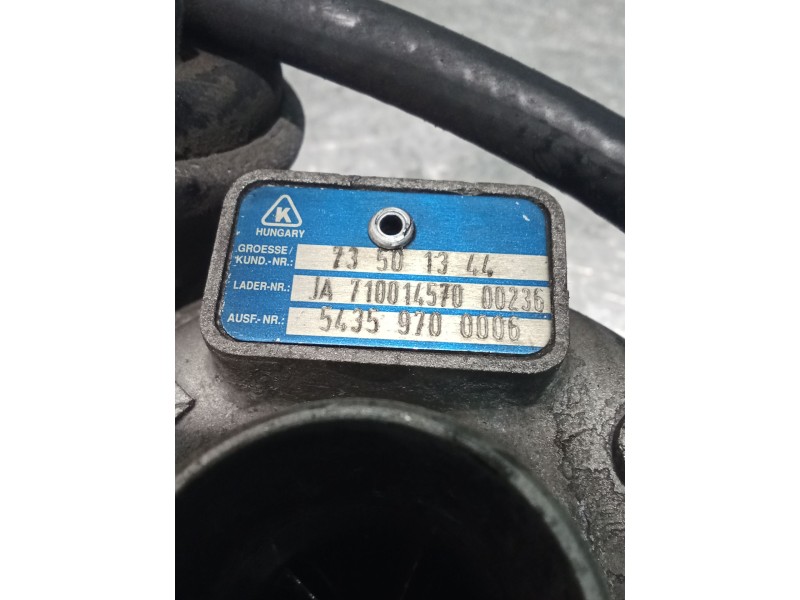 K
HUNGARY
GROESSE/
KUND.-NR.: 73 50 13 44
LADER-NR.: JA 710014570 00236
AUSF.-NR.: 5435 970 0006